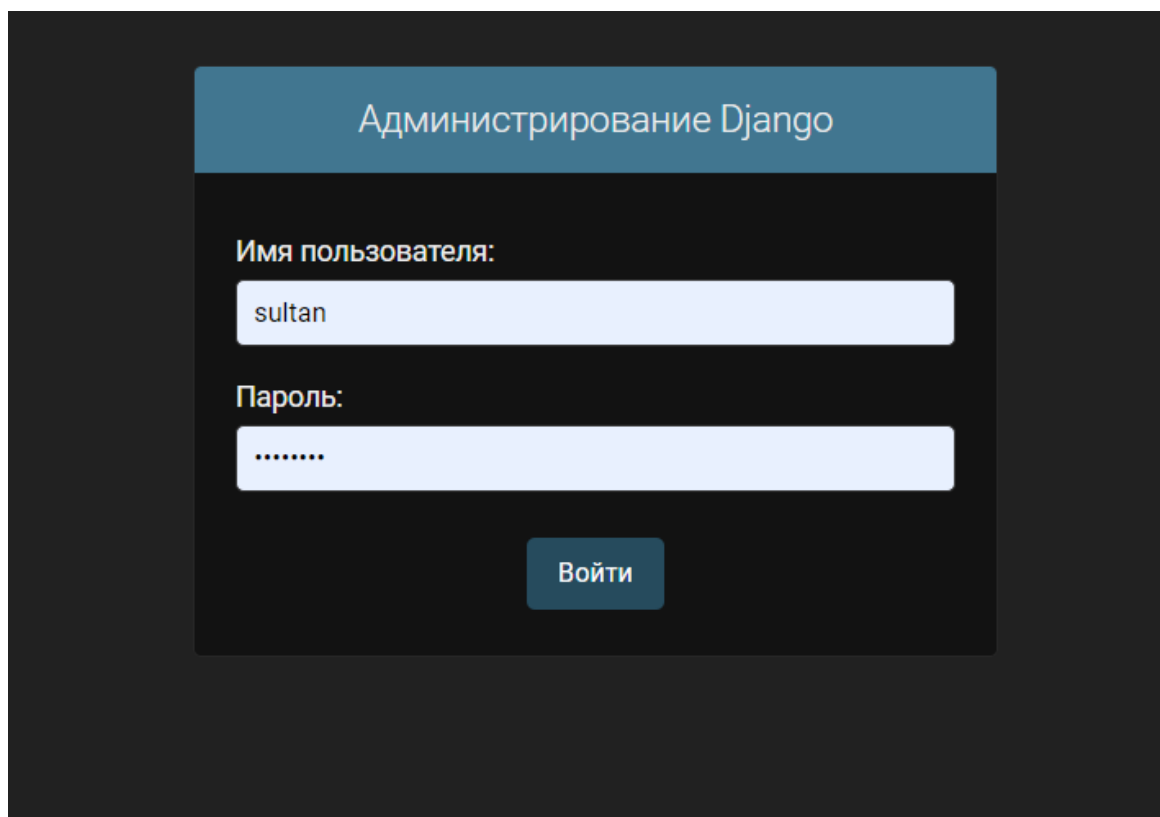 Администрирование Django
Имя пользователя:
sultan
Пароль:
••••••••
Войти